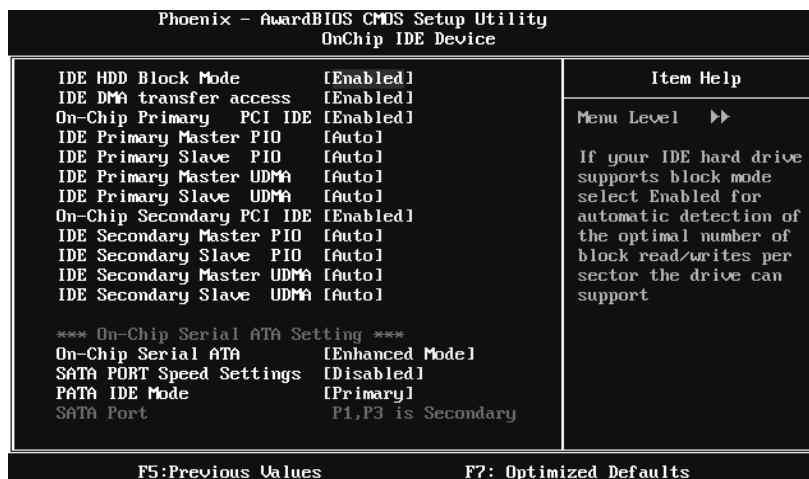 Phoenix - AwardBIOS CMOS Setup Utility
OnChip IDE Device
IDE HDD Block Mode [Enabled]
IDE DMA transfer access [Enabled]
On-Chip Primary PCI IDE [Enabled]
IDE Primary Master PIO [Auto]
IDE Primary Slave PIO [Auto]
IDE Primary Master UDMA [Auto]
IDE Primary Slave UDMA [Auto]
On-Chip Secondary PCI IDE [Enabled]
IDE Secondary Master PIO [Auto]
IDE Secondary Slave PIO [Auto]
IDE Secondary Master UDMA [Auto]
IDE Secondary Slave UDMA [Auto]
*** On-Chip Serial ATA Setting ***
On-Chip Serial ATA [Enhanced Mode]
SATA PORT Speed Settings [Disabled]
PATA IDE Mode [Primary]
SATA Port P1,P3 is Secondary
Item Help
Menu Level
If your IDE hard drive
supports block mode
select Enabled for
automatic detection of
the optimal number of
block read/writes per
sector the drive can
support
F5:Previous Values F7: Optimized Defaults